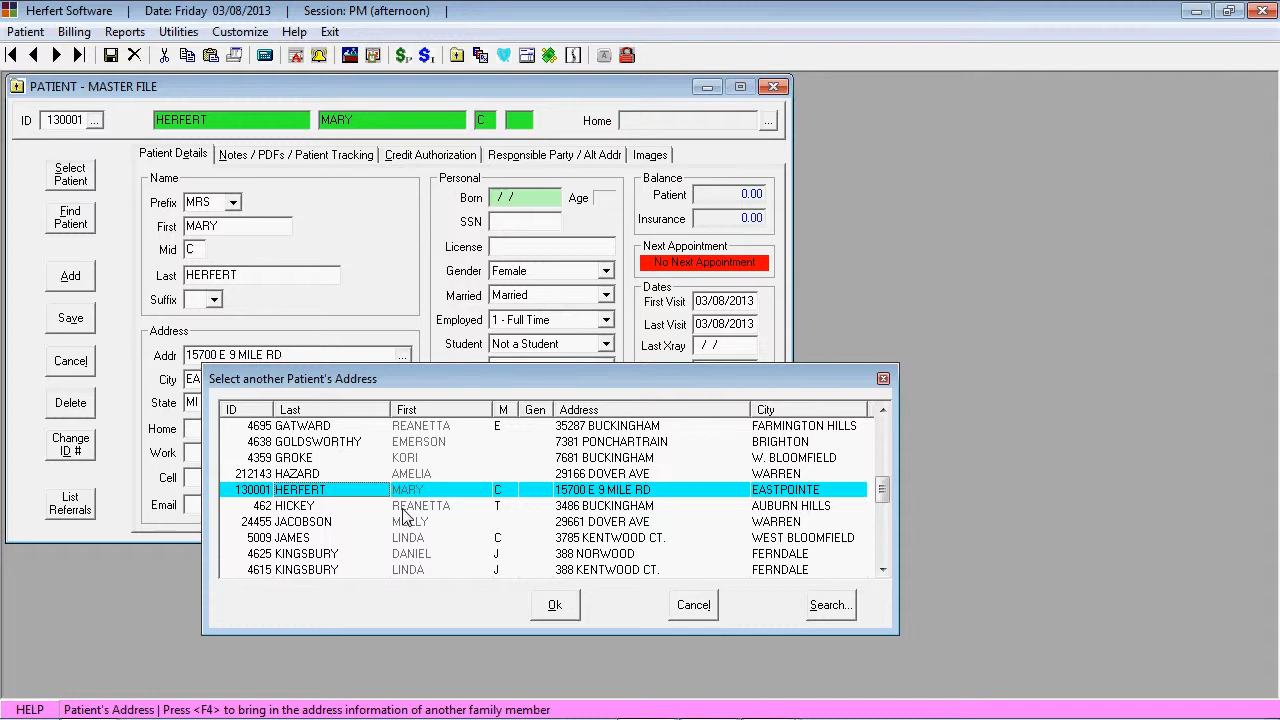 Herfert Software | Date: Friday 03/08/2013 | Session: PM (afternoon)
Patient Billing Reports Utilities Customize Help Exit
PATIENT - MASTER FILE
ID 130001 ... HERFERT MARY C Home ...
Patient Details Notes / PDFs / Patient Tracking Credit Authorization Responsible Party / Alt Addr Images
Select Patient
Find Patient
Add
Save
Cancel
Delete
Change ID #
List Referrals
Name
Prefix MRS
First MARY
Mid C
Last HERFERT
Suffix
Address
Addr 15700 E 9 MILE RD ...
City EA
State MI
Home
Work
Cell
Email
Personal
Born / / Age
SSN
License
Gender Female
Married Married
Employed 1 - Full Time
Student Not a Student
Balance
Patient 0.00
Insurance 0.00
Next Appointment
No Next Appointment
Dates
First Visit 03/08/2013
Last Visit 03/08/2013
Last Xray / /
Select another Patient's Address
ID Last First M Gen Address City
4695 GATWARD REANETTA E 35287 BUCKINGHAM FARMINGTON HILLS
4638 GOLDSWORTHY EMERSON 7381 PONCHARTRAIN BRIGHTON
4359 GROKE KORI 7681 BUCKINGHAM W. BLOOMFIELD
212143 HAZARD AMELIA 29166 DOVER AVE WARREN
130001 HERFERT MARY C 15700 E 9 MILE RD EASTPOINTE
462 HICKEY REANETTA T 3486 BUCKINGHAM AUBURN HILLS
24455 JACOBSON 29661 DOVER AVE WARREN
5009 JAMES LINDA C 3785 KENTWOOD CT. WEST BLOOMFIELD
4625 KINGSBURY DANIEL J 388 NORWOOD FERNDALE
4615 KINGSBURY LINDA J 388 KENTWOOD CT. FERNDALE
Ok Cancel Search...
HELP Patient's Address | Press <F4> to bring in the address information of another family member